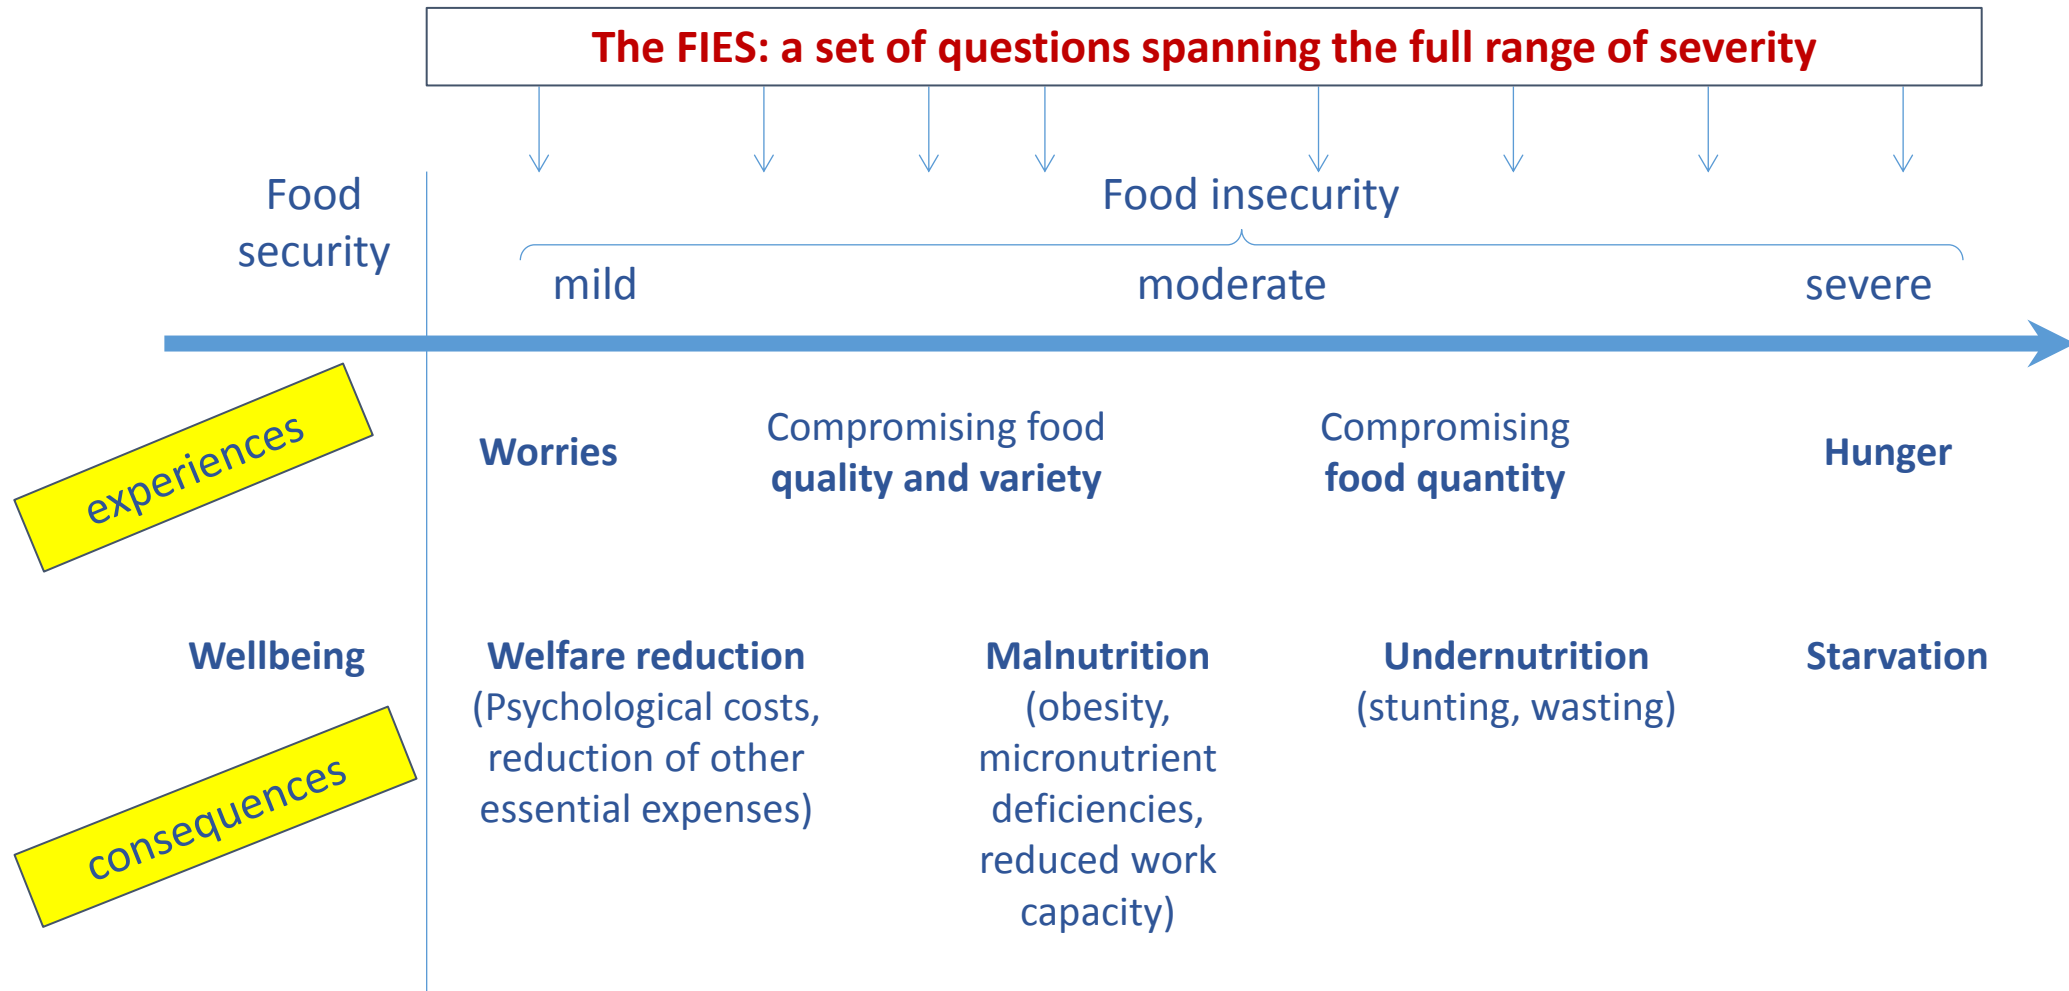 The FIES: a set of questions spanning the full range of severity
Food
security
Food insecurity
mild
moderate
severe
experiences
Worries
Compromising food
quality and variety
Compromising
food quantity
Hunger
consequences
Wellbeing
Welfare reduction
(Psychological costs,
reduction of other
essential expenses)
Malnutrition
(obesity,
micronutrient
deficiencies,
reduced work
capacity)
Undernutrition
(stunting, wasting)
Starvation